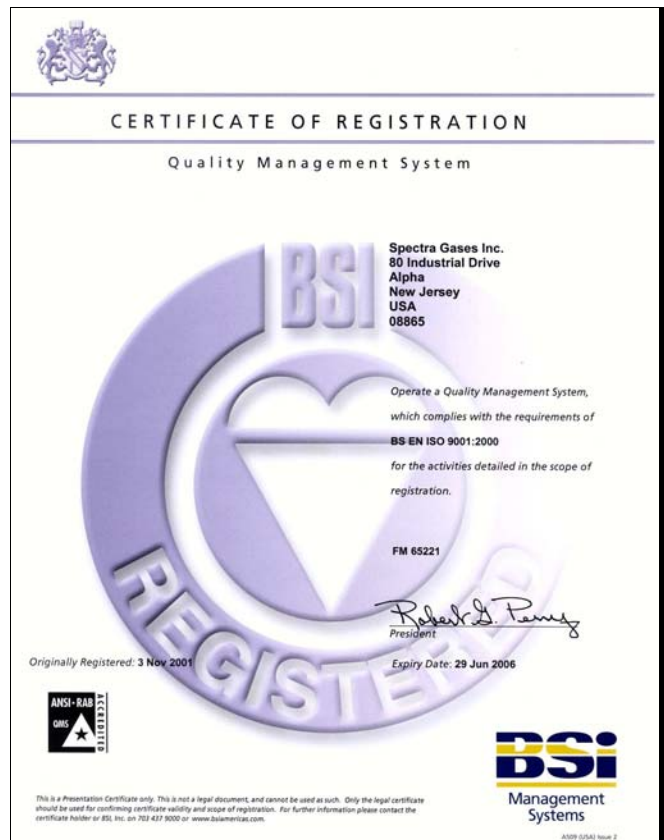 CERTIFICATE OF REGISTRATION
Quality Management System
BSI
Spectra Gases Inc.
80 Industrial Drive
Alpha
New Jersey
USA
08865
Operate a Quality Management System,
which complies with the requirements of
BS EN ISO 9001:2000
for the activities detailed in the scope of
registration.
FM 65221
REGISTERED
Robert G. Perry
President
Originally Registered: 3 Nov 2001
Expiry Date: 29 Jun 2006
ANSI-RAB
QMS
ACCREDITED
BSi
Management
Systems
This is a Presentation Certificate only. This is not a legal document, and cannot be used as such. Only the legal certificate
should be used for confirming certificate validity and scope of registration. For further information please contact the
certificate holder or BSI, Inc. on 703 437 9000 or www.bsiamericas.com.
AS09 (USA) Issue 2